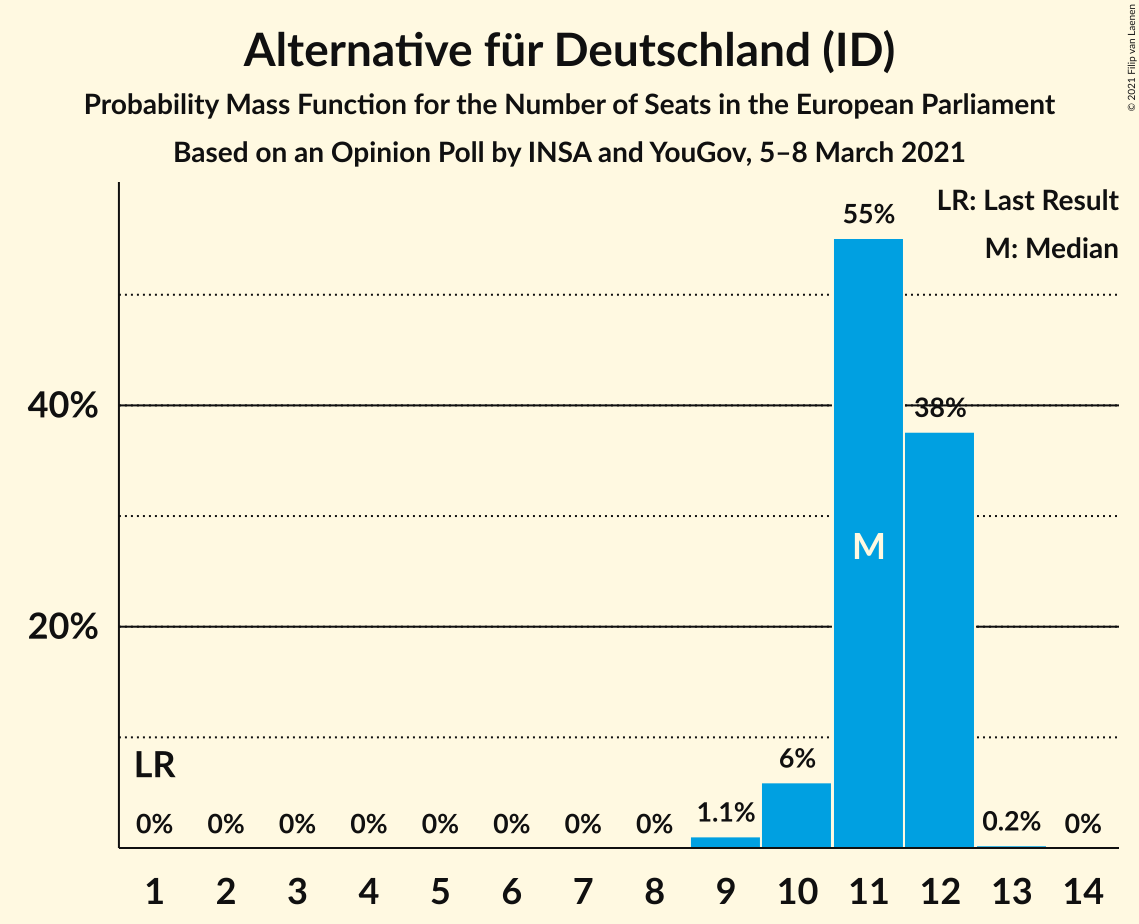 Alternative für Deutschland (ID)
Probability Mass Function for the Number of Seats in the European Parliament
Based on an Opinion Poll by INSA and YouGov, 5–8 March 2021
© 2021 Filip van Laenen
LR: Last Result
M: Median
55%
40%
38%
M
20%
LR
6%
0% 0% 0% 0% 0% 0% 0% 0% 1.1% 0.2% 0%
1 2 3 4 5 6 7 8 9 10 11 12 13 14